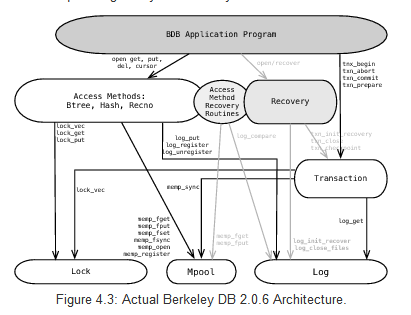 BDB Application Program
open get, put,
del, cursor
open/recover
txn_begin
txn_abort
txn_commit
txn_prepare
Access Methods:
Btree, Hash, Recno
Access
Method
Recovery
Routines
Recovery
lock_vec
lock_get
lock_put
log_put
log_register
log_unregister
log_compare
txn_init_recovery
Transaction
lock_vec
memp_sync
memp_fget
memp_fput
memp_fset
memp_fsync
memp_open
memp_register
memp_fget
memp_fput
log_get
log_init_recover
log_close_files
Lock
Mpool
Log
Figure 4.3: Actual Berkeley DB 2.0.6 Architecture.